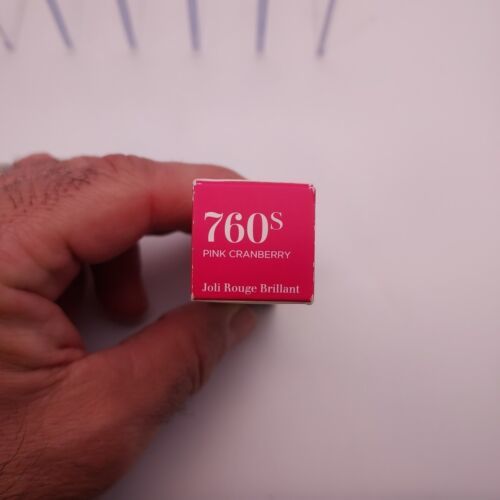 760S
PINK CRANBERRY
Joli Rouge Brillant